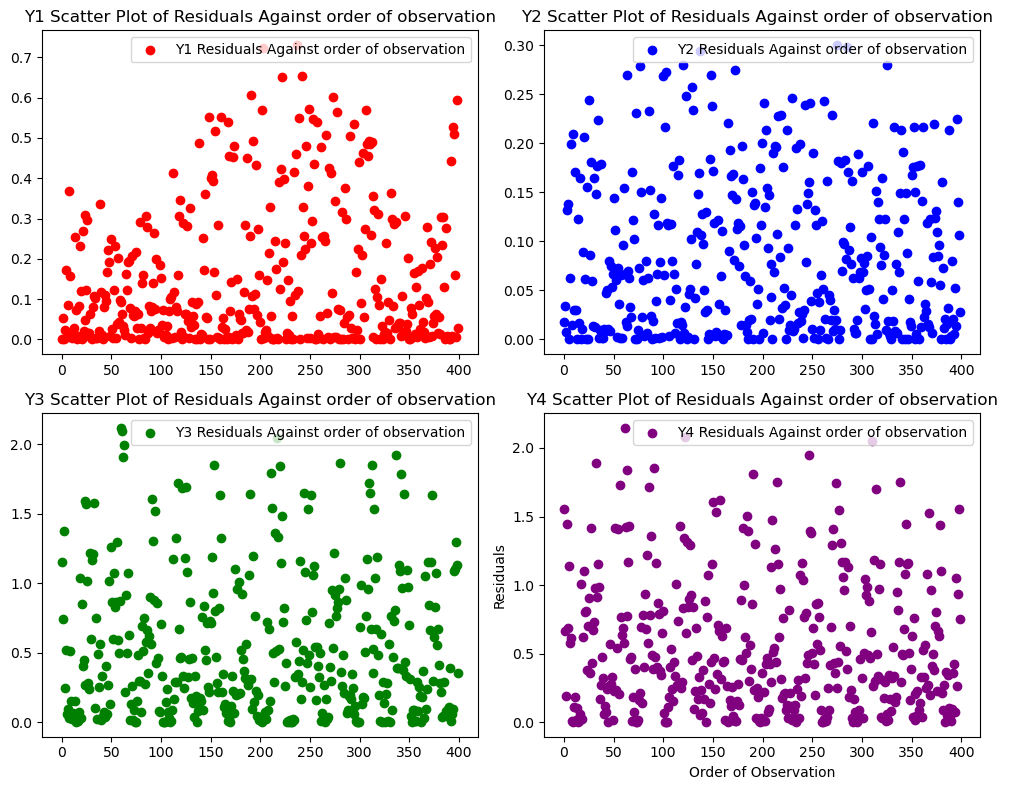 Y1 Scatter Plot of Residuals Against order of observation
Y1 Residuals Against order of observation
0.7
0.6
0.5
0.4
0.3
0.2
0.1
0.0
0 50 100 150 200 250 300 350 400
Y2 Scatter Plot of Residuals Against order of observation
Y2 Residuals Against order of observation
0.30
0.25
0.20
0.15
0.10
0.05
0.00
0 50 100 150 200 250 300 350 400
Y3 Scatter Plot of Residuals Against order of observation
Y3 Residuals Against order of observation
2.0
1.5
1.0
0.5
0.0
0 50 100 150 200 250 300 350 400
Y4 Scatter Plot of Residuals Against order of observation
Y4 Residuals Against order of observation
Residuals
2.0
1.5
1.0
0.5
0.0
0 50 100 150 200 250 300 350 400
Order of Observation